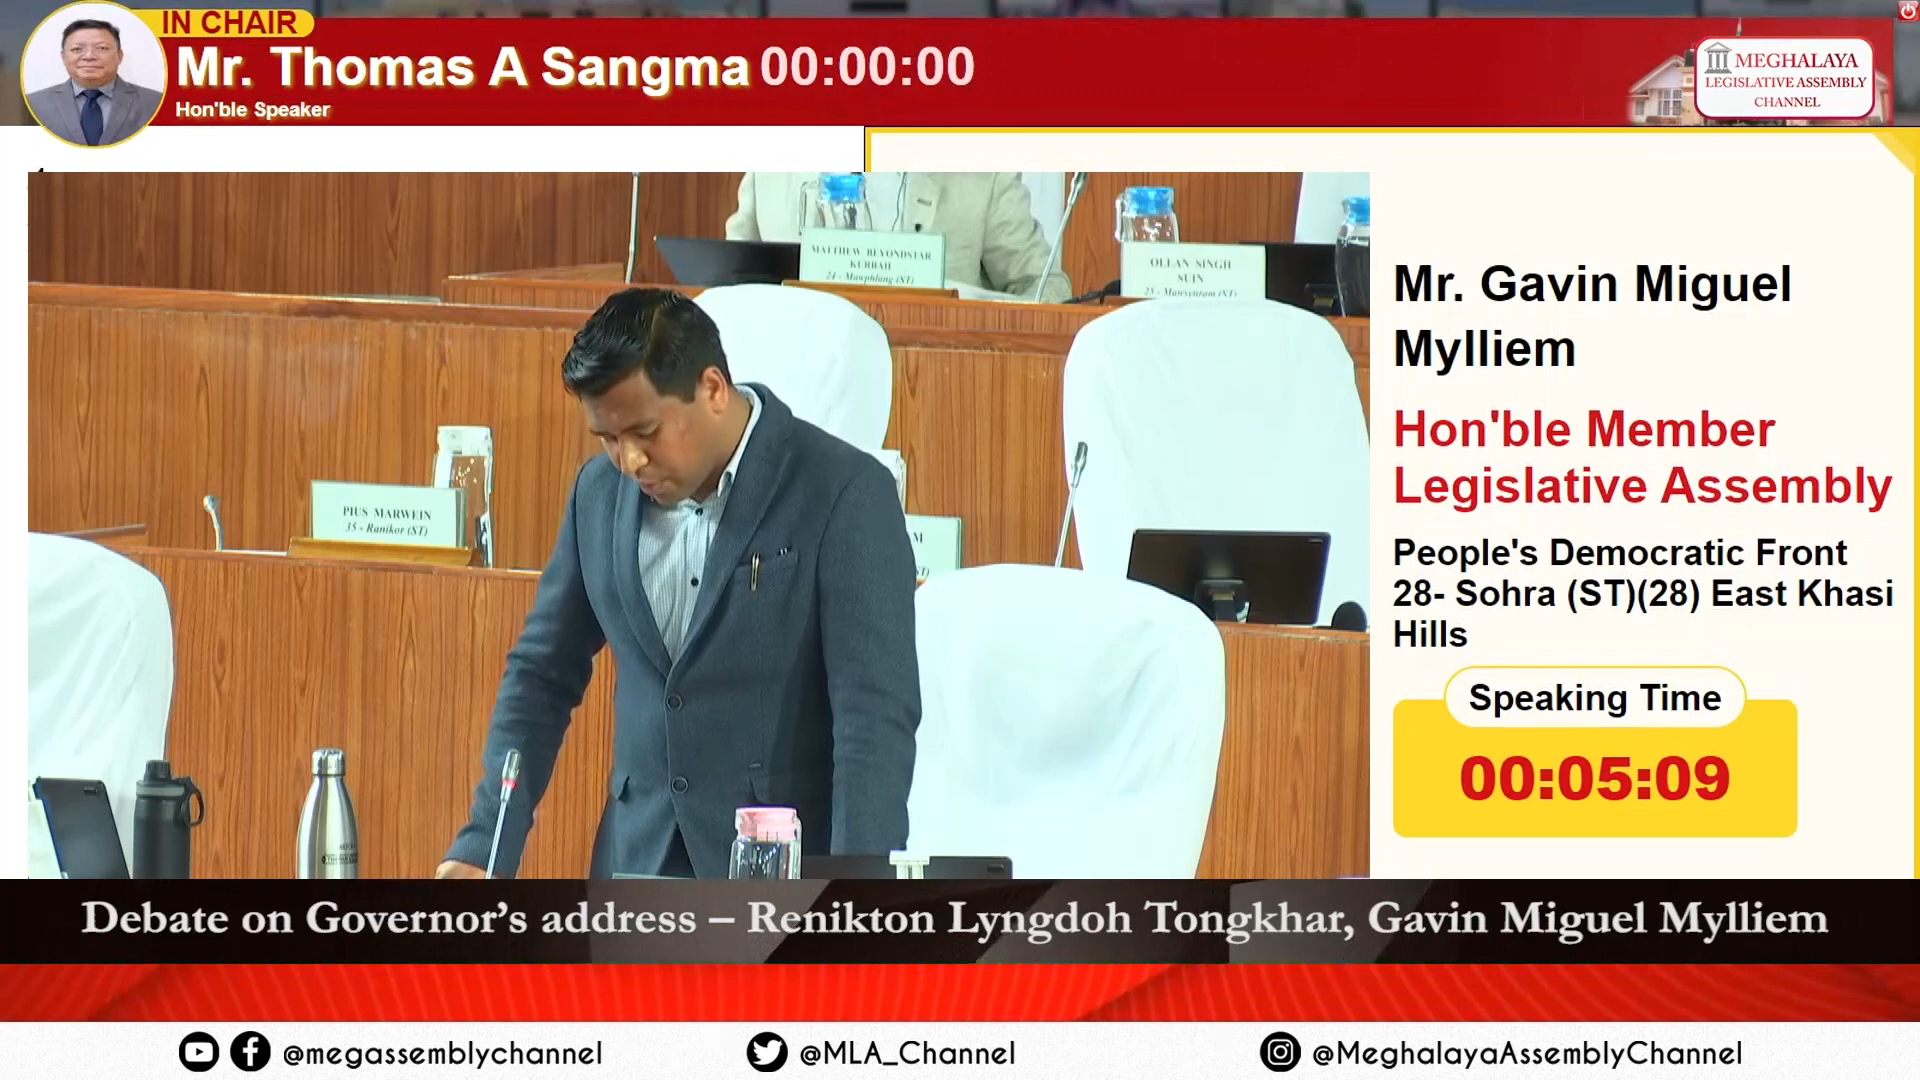 IN CHAIR
Mr. Thomas A Sangma 00:00:00
Hon'ble Speaker
MEGHALAYA
LEGISLATIVE ASSEMBLY
CHANNEL
MATTHEW BEYONDSTAR
KURBAH
24 - Mawphlang (ST)
OLLAN SINGH
SUIN
25 - Mawsynram (ST)
PIUS MARWEIN
35 - Ranikor (ST)
Mr. Gavin Miguel
Mylliem
Hon'ble Member
Legislative Assembly
People's Democratic Front
28- Sohra (ST)(28) East Khasi
Hills
Speaking Time
00:05:09
Debate on Governor’s address – Renikton Lyngdoh Tongkhar, Gavin Miguel Mylliem
@megassemblychannel
@MLA_Channel
@MeghalayaAssemblyChannel